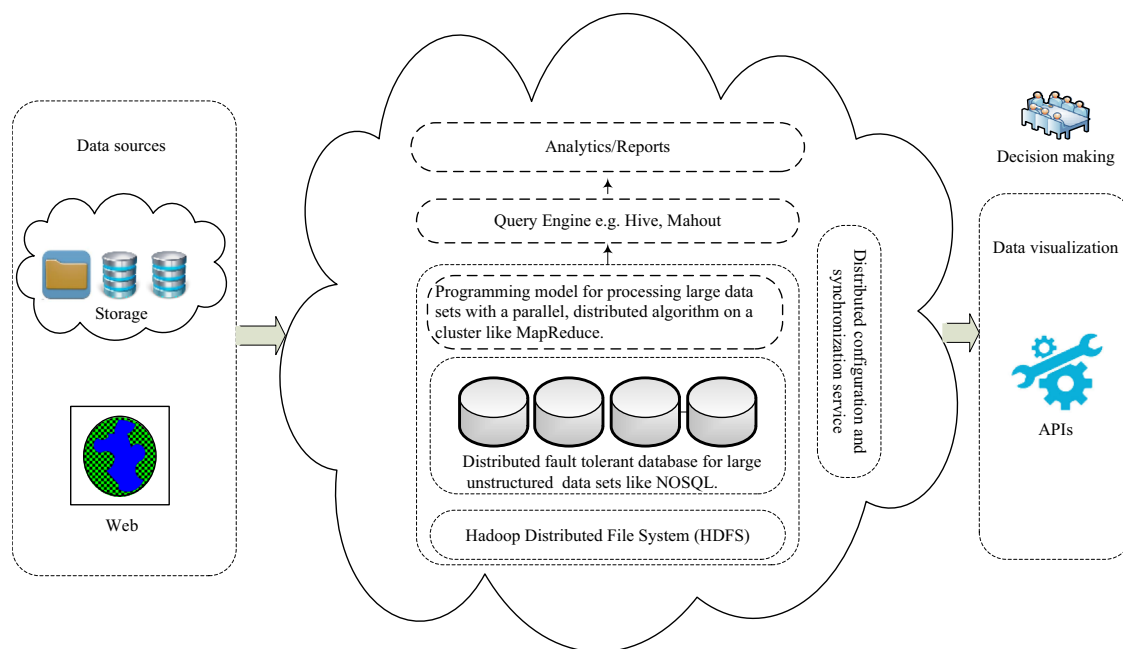 Data sources
Storage
Web
Analytics/Reports
Query Engine e.g. Hive, Mahout
Programming model for processing large data
sets with a parallel, distributed algorithm on a
cluster like MapReduce.
Distributed fault tolerant database for large
unstructured data sets like NOSQL.
Hadoop Distributed File System (HDFS)
Distributed configuration and
synchronization service
Decision making
Data visualization
APIs